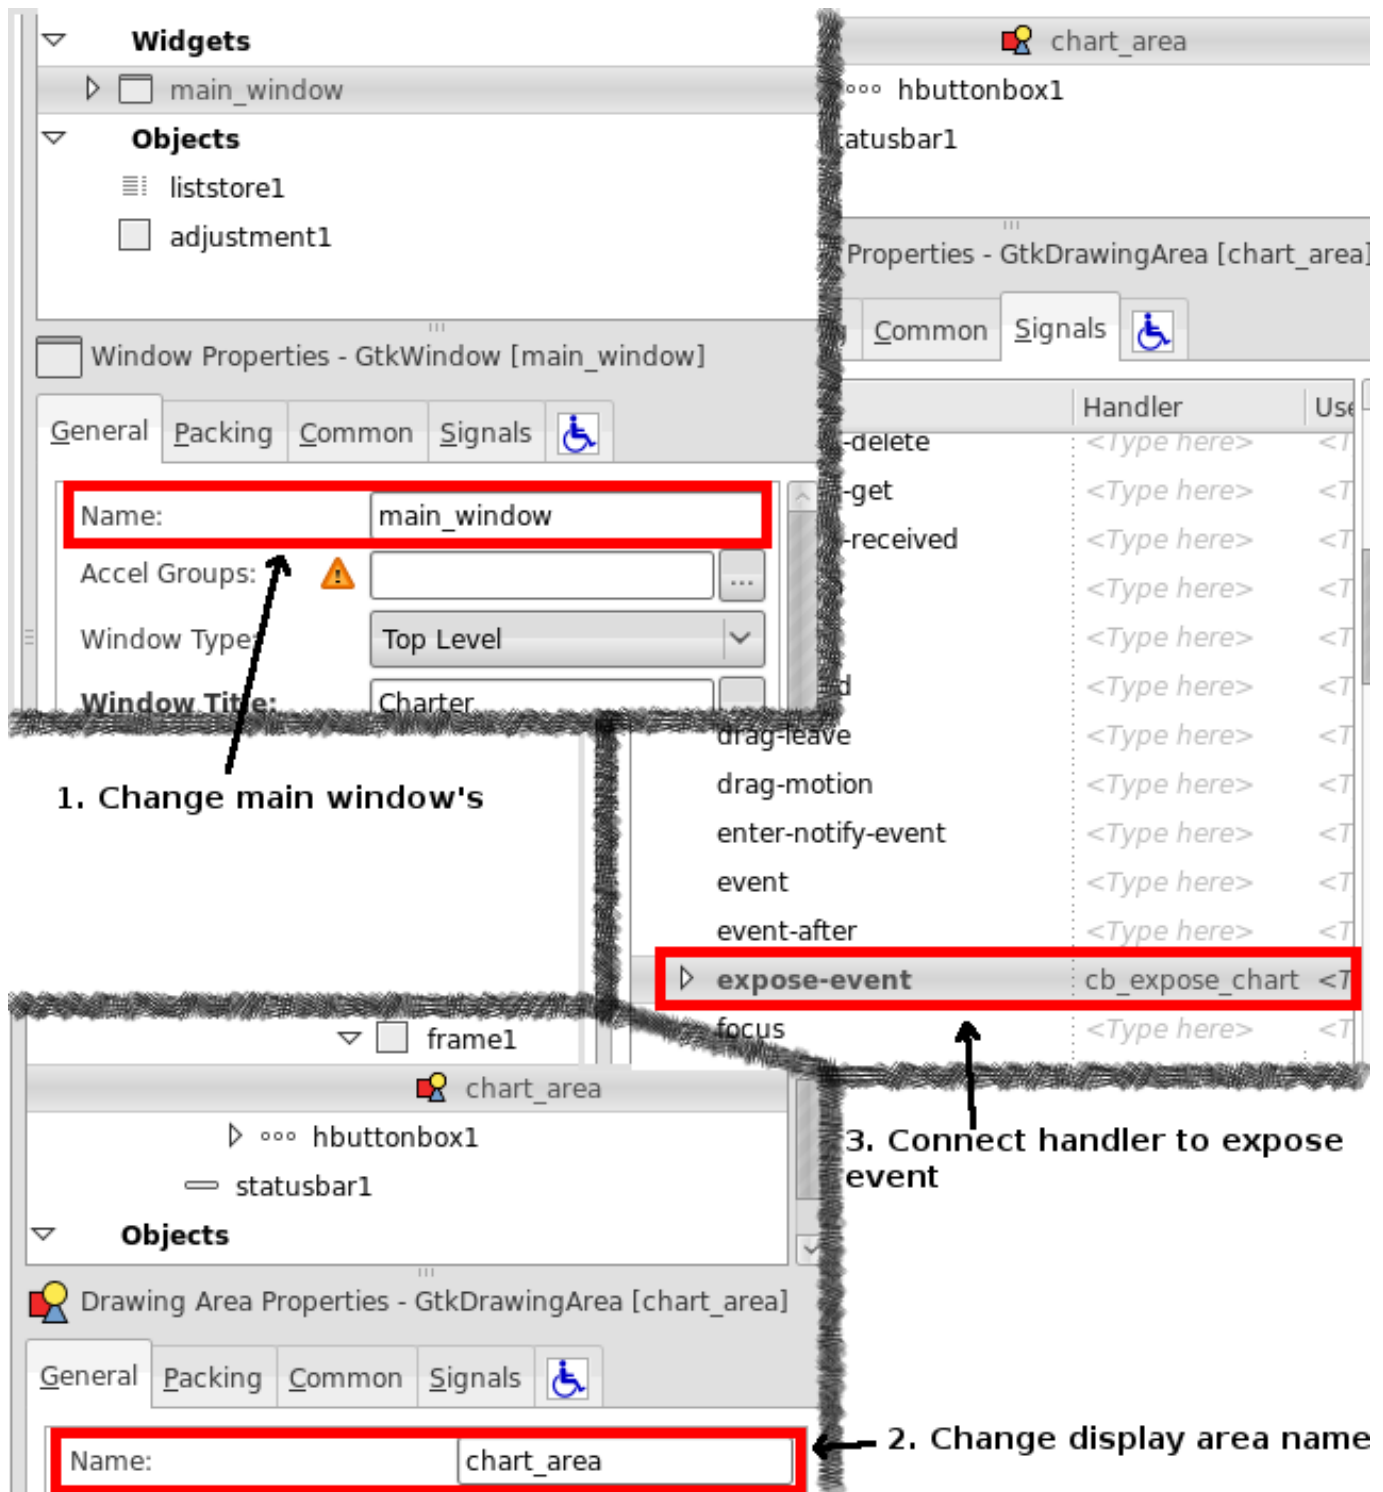 Widgets
main_window
Objects
liststore1
adjustment1
Window Properties - GtkWindow [main_window]
General Packing Common Signals
Name: main_window
Accel Groups: ...
Window Type: Top Level
Window Title: Charter
1. Change main window's
chart_area
hbuttonbox1
atusbar1
Properties - GtkDrawingArea [chart_area]
Common Signals
Handler Use
-delete <Type here> <T
-get <Type here> <T
-received <Type here> <T
<Type here> <T
<Type here> <T
d <Type here> <T
drag-leave <Type here> <T
drag-motion <Type here> <T
enter-notify-event <Type here> <T
event <Type here> <T
event-after <Type here> <T
expose-event cb_expose_chart <T
focus <Type here> <T
3. Connect handler to expose
event
frame1
chart_area
hbuttonbox1
statusbar1
Objects
Drawing Area Properties - GtkDrawingArea [chart_area]
General Packing Common Signals
Name: chart_area
2. Change display area name